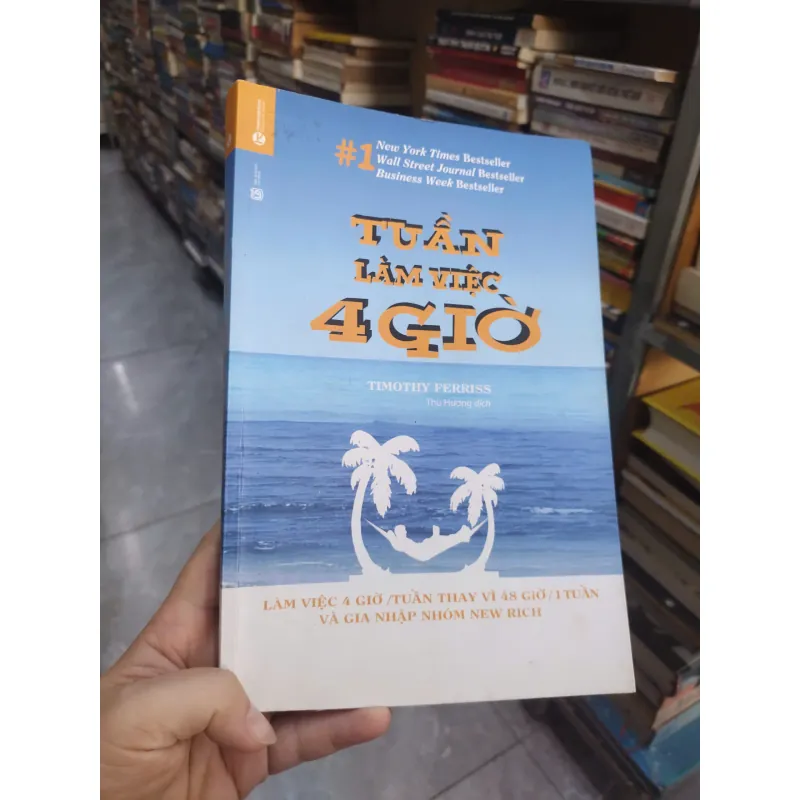 #1 New York Times Bestseller
Wall Street Journal Bestseller
Business Week Bestseller
TUẦN
LÀM VIỆC
4 GIỜ
TIMOTHY FERRISS
Thu Hương dịch
LÀM VIỆC 4 GIỜ /TUẦN THAY VÌ 48 GIỜ/1 TUẦN
VÀ GIA NHẬP NHÓM NEW RICH